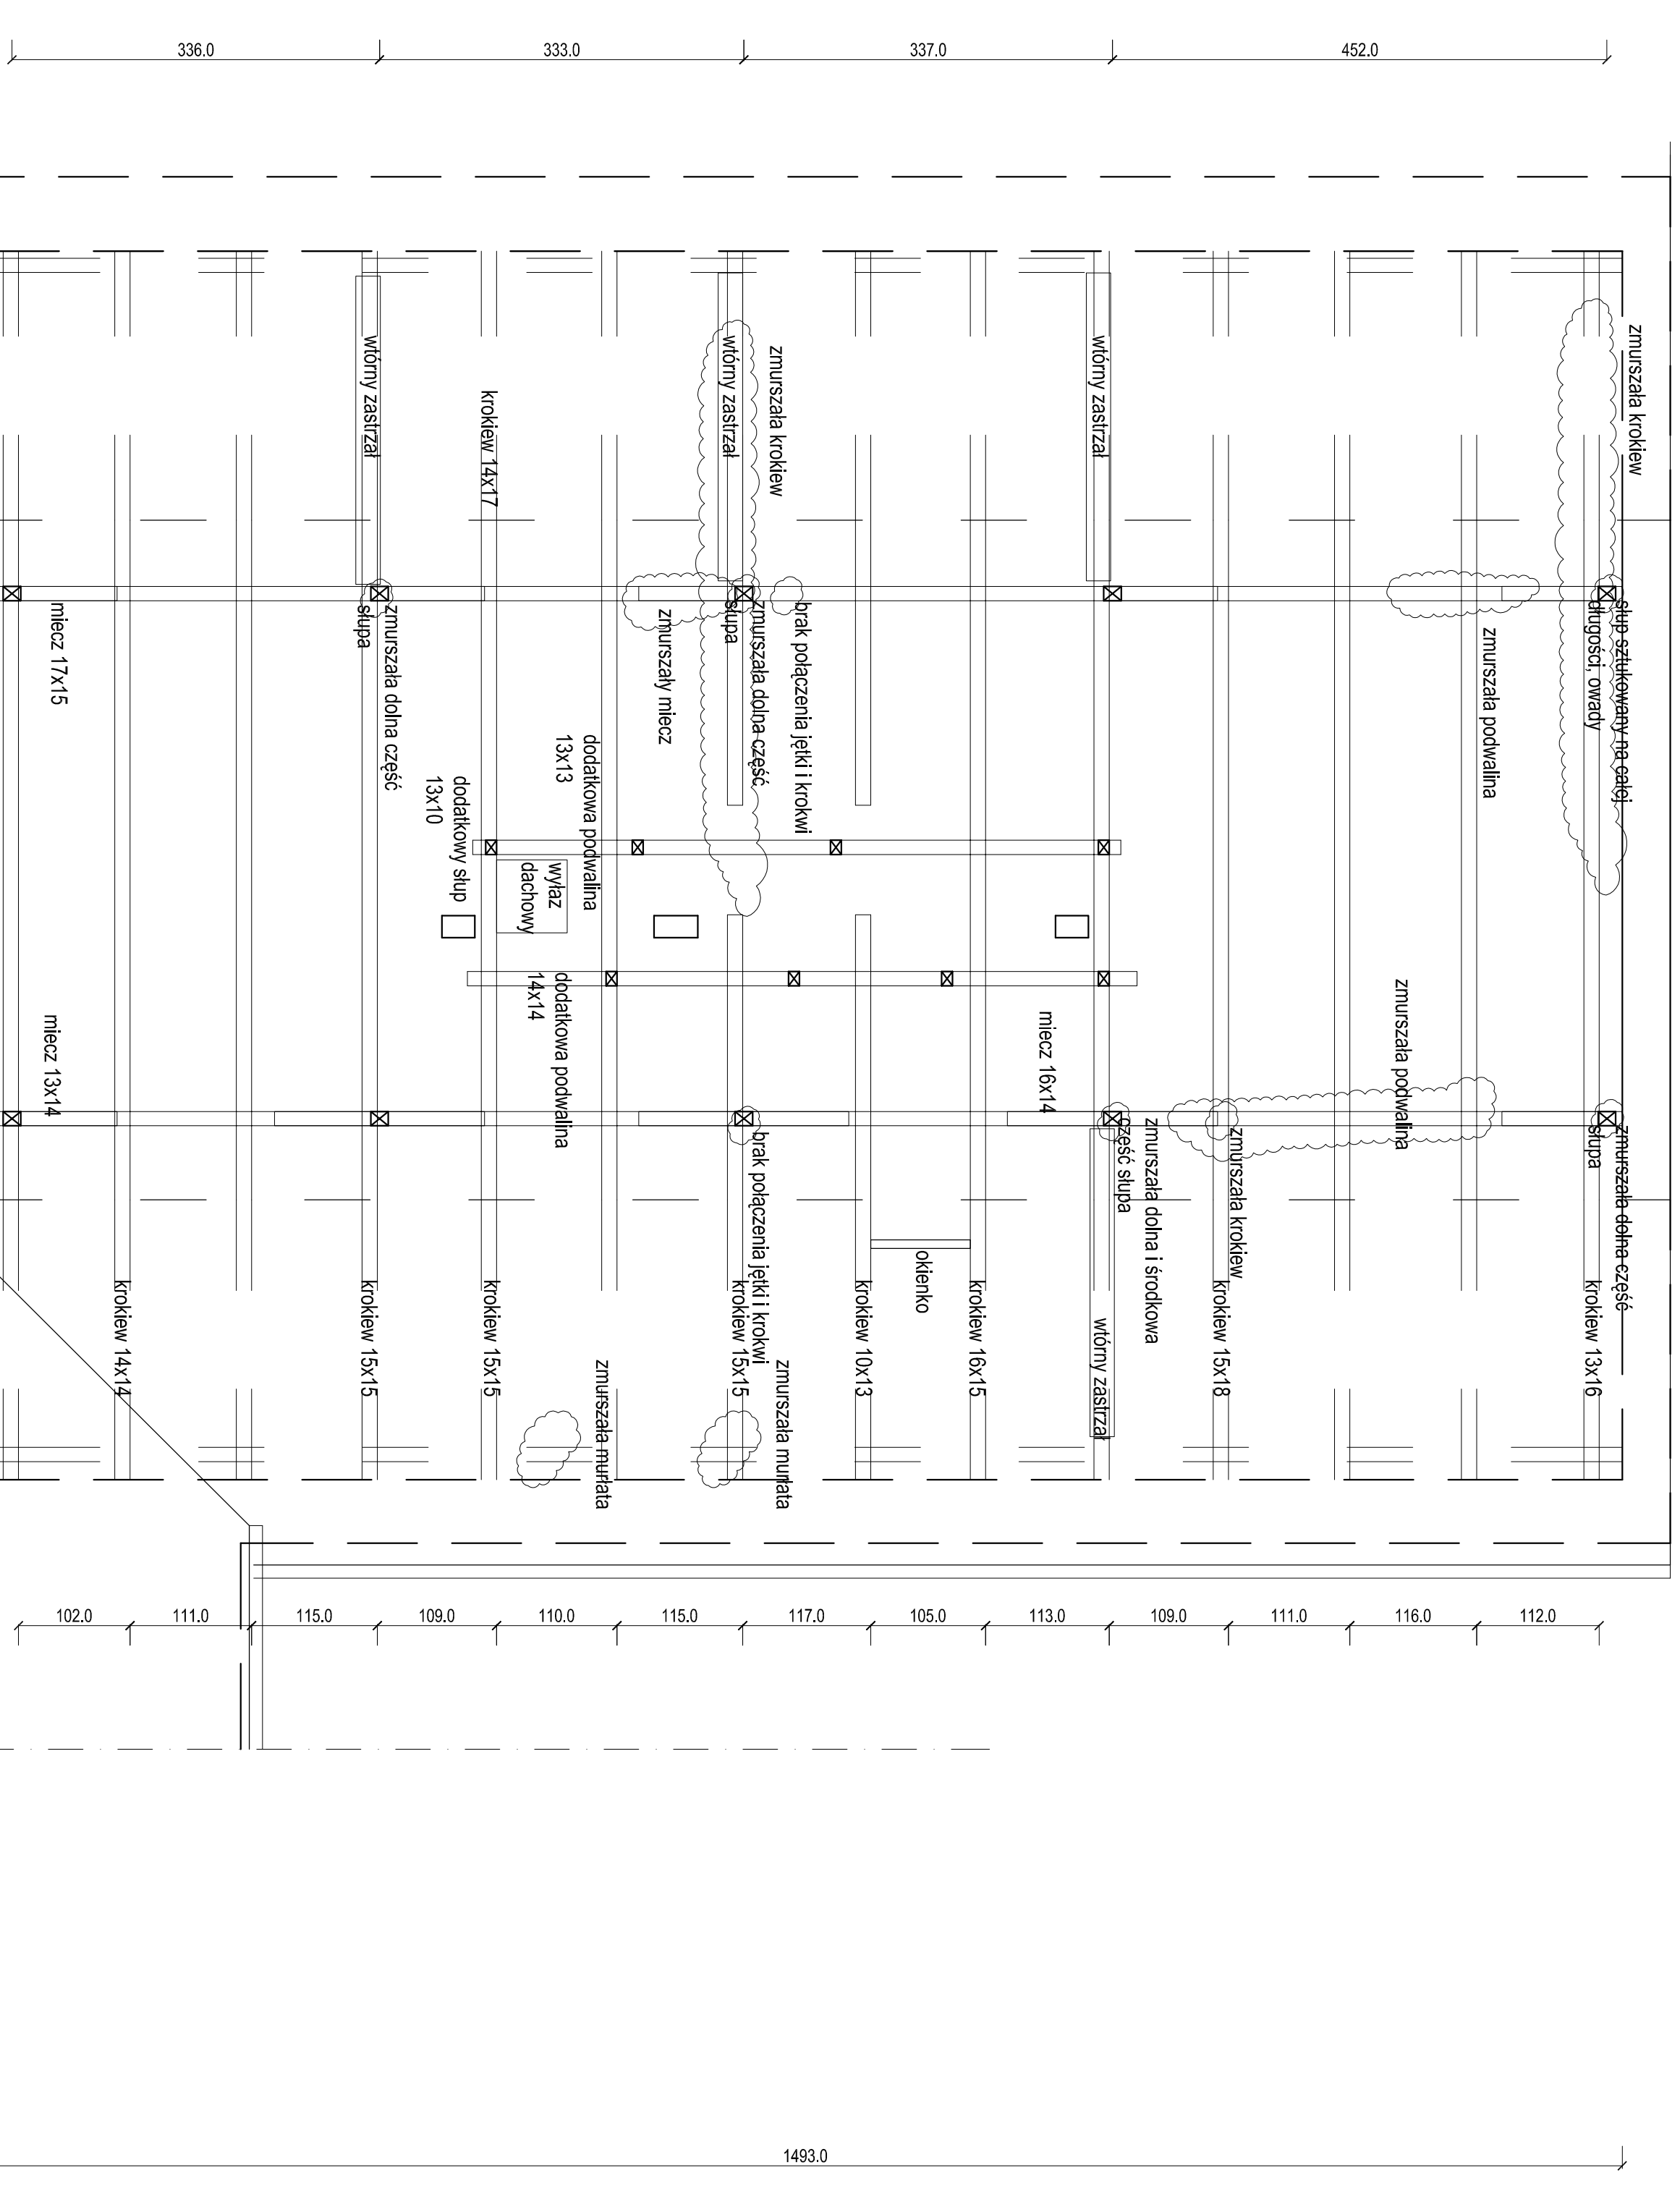 336.0
333.0
337.0
452.0
zmurszała krokiew
wtórny zastrzał
wtórny zastrzał
zmurszała krokiew
wtórny zastrzał
krokiew 14x17
miecz 17x15
zmurszała dolna część
słupa
zmurszały miecz
zmurszała dolna część
słupa
brak połączenia jętki i krokwi
zmurszała podwalina
słup sztukowany na całej
długości, owady
dodatkowa podwalina
13x13
dodatkowy słup
13x10
wyłaz
dachowy
dodatkowa podwalina
14x14
zmurszała podwalina
miecz 16x14
miecz 13x14
zmurszała dolna i środkowa
część słupa
zmurszała krokiew
zmurszała dolna część
słupa
brak połączenia jętki i krokwi
okienko
krokiew 14x14
krokiew 15x15
krokiew 15x15
krokiew 15x15
krokiew 10x13
krokiew 16x15
wtórny zastrzał
krokiew 15x18
krokiew 13x16
zmurszała murłata
zmurszała murłata
102.0
111.0
115.0
109.0
110.0
115.0
117.0
105.0
113.0
109.0
111.0
116.0
112.0
1493.0